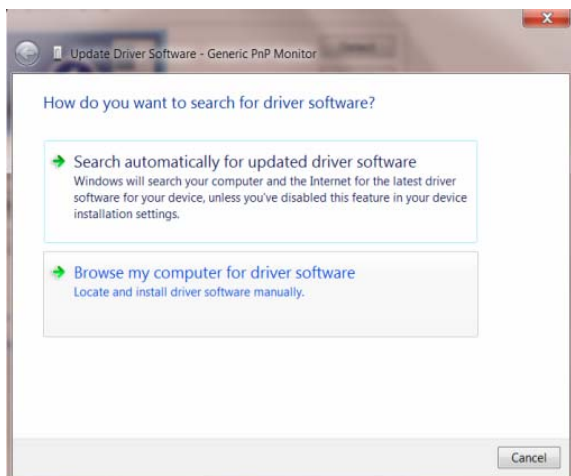 Update Driver Software - Generic PnP Monitor
How do you want to search for driver software?
Search automatically for updated driver software
Windows will search your computer and the Internet for the latest driver
software for your device, unless you've disabled this feature in your device
installation settings.
Browse my computer for driver software
Locate and install driver software manually.
Cancel